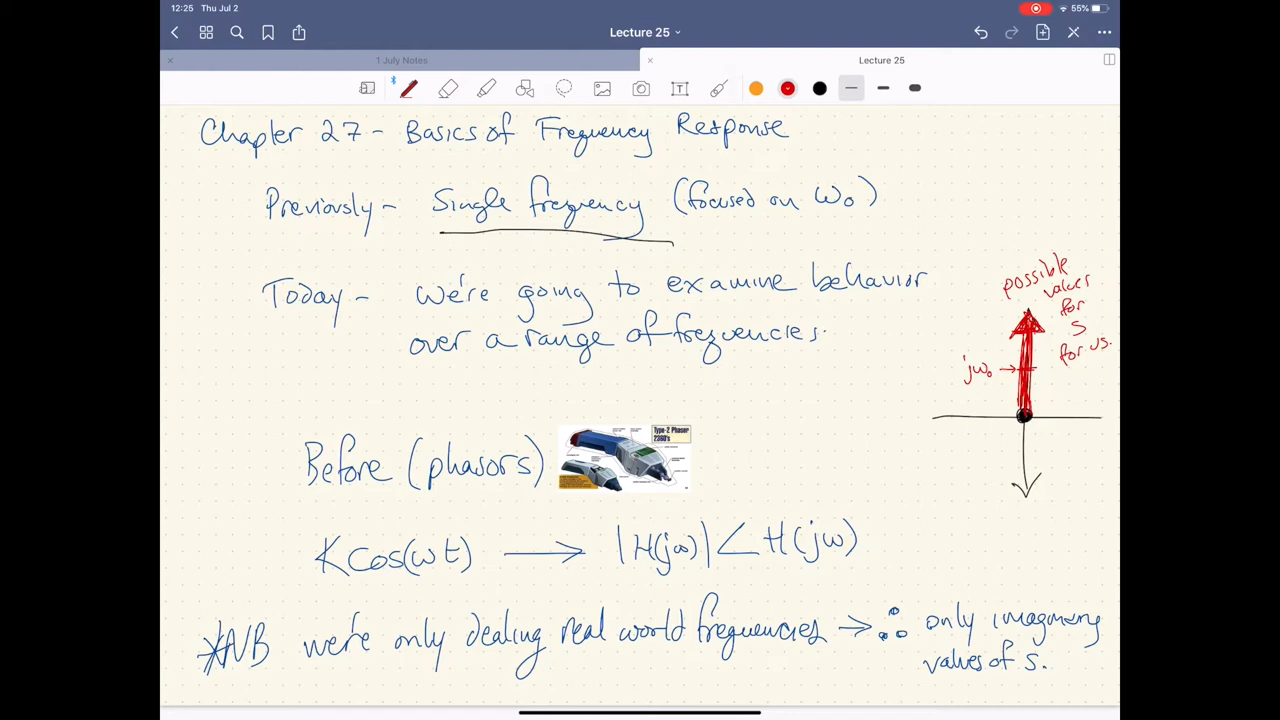 12:25 Thu Jul 2
55%
Lecture 25
1 July Notes
Lecture 25
Chapter 27 - Basics of Frequency Response
Previously - Single frequency (focused on ω₀)
Today - We're going to examine behavior
over a range of frequencies.
possible
values
for
s
for us.
jω₀
Before (phasors)
Type-2 Phaser
2360's
K cos(ωt) → |H(jω)| ∠ H(jω)
*N/B we're only dealing real world frequencies → ∴ only imaginary
values of s.